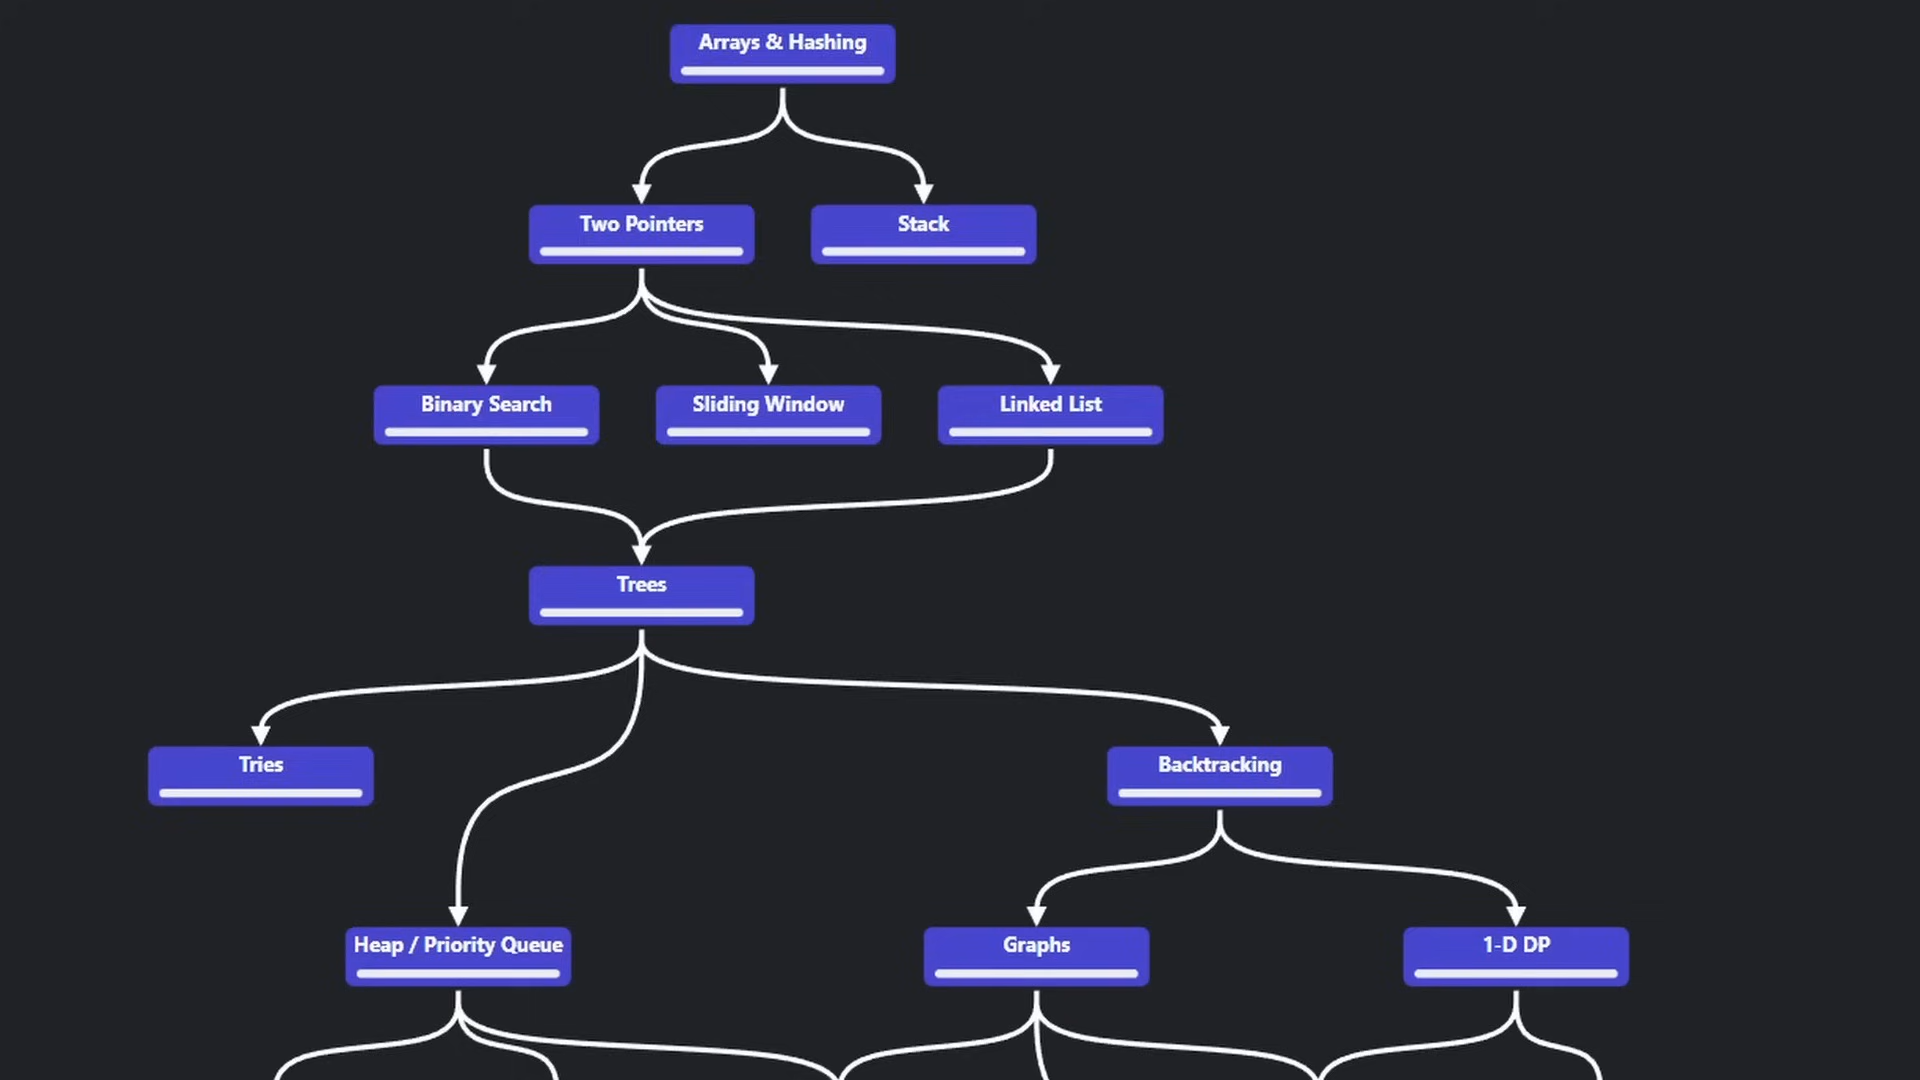 Arrays & Hashing
Two Pointers
Stack
Binary Search
Sliding Window
Linked List
Trees
Tries
Backtracking
Heap / Priority Queue
Graphs
1-D DP